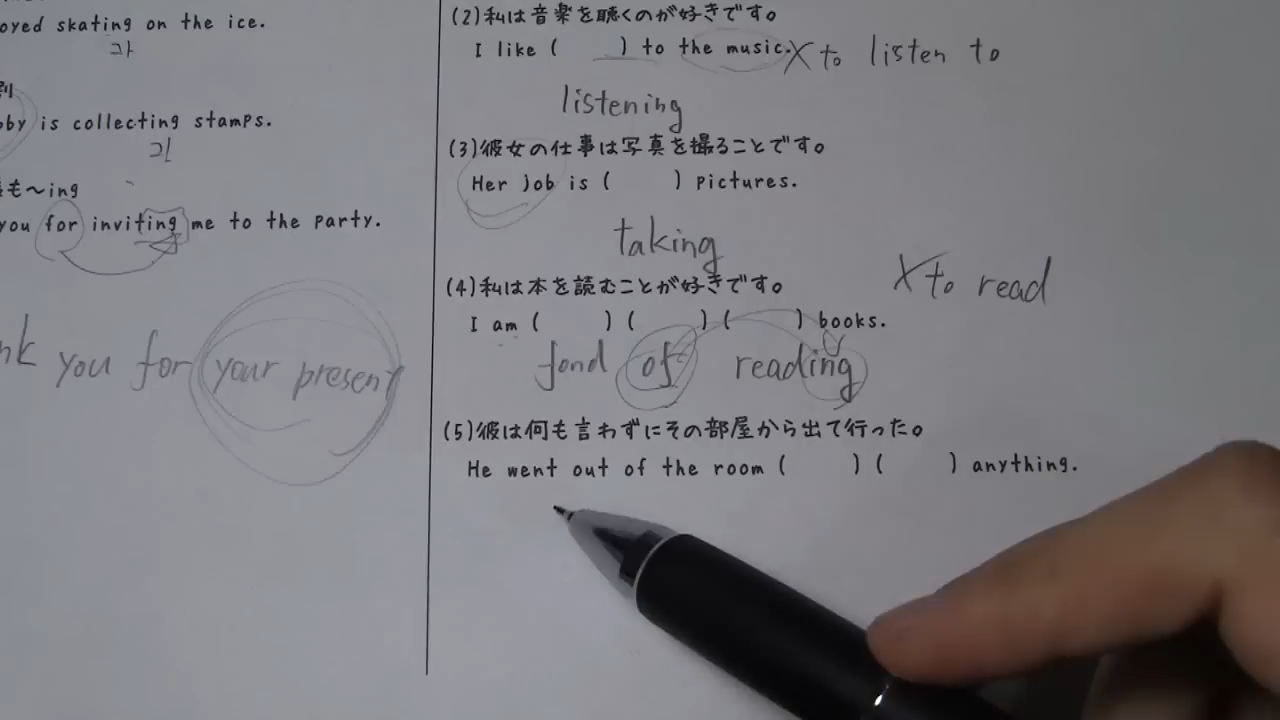 oyed skating on the ice.
bby is collecting stamps.
も〜ing
you for inviting me to the party.
nk you for your present
(2)私は音楽を聴くのが好きです。
I like (    ) to the music. X to listen to
listening
(3)彼女の仕事は写真を撮ることです。
Her job is (    ) pictures.
taking
(4)私は本を読むことが好きです。
X to read
I am (    ) (    ) (    ) books.
fond of reading
(5)彼は何も言わずにその部屋から出て行った。
He went out of the room (    ) (    ) anything.